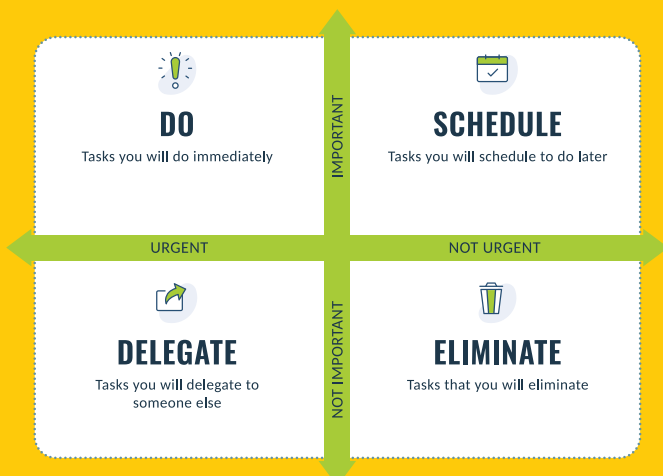 DO
Tasks you will do immediately
IMPORTANT
SCHEDULE
Tasks you will schedule to do later
URGENT
NOT URGENT
DELEGATE
Tasks you will delegate to
someone else
NOT IMPORTANT
ELIMINATE
Tasks that you will eliminate